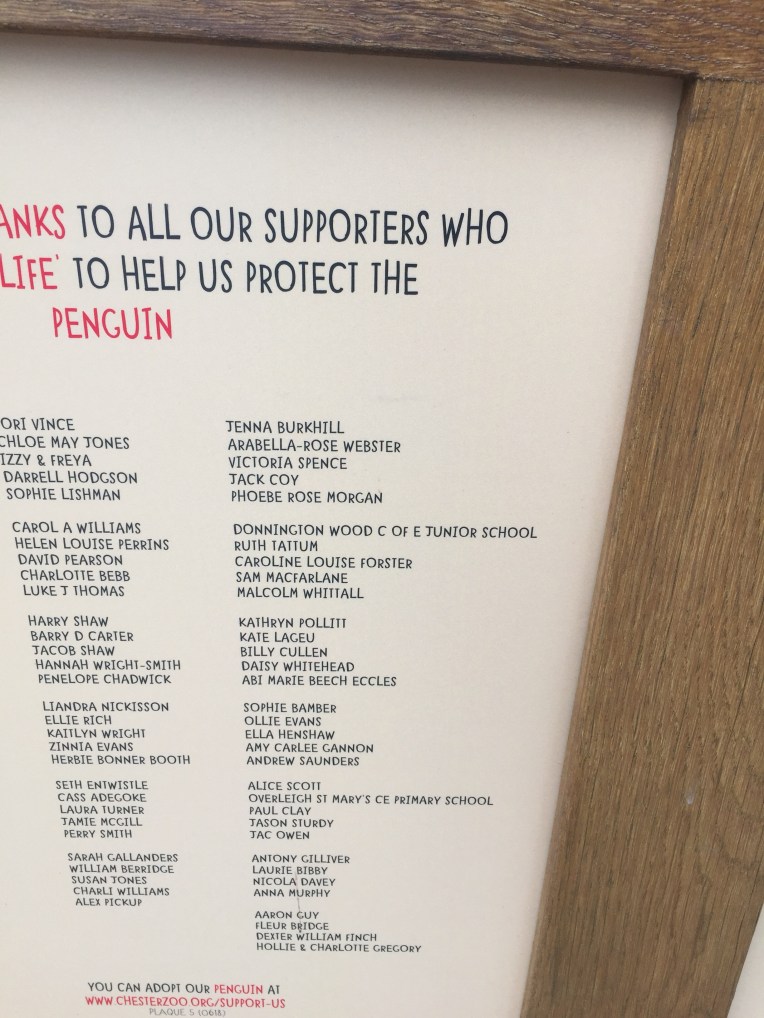 ANKS TO ALL OUR SUPPORTERS WHO
LIFE' TO HELP US PROTECT THE
PENGUIN
ORI VINCE
CHLOE MAY JONES
IZZY & FREYA
DARRELL HODGSON
SOPHIE LISHMAN
CAROL A WILLIAMS
HELEN LOUISE PERRINS
DAVID PEARSON
CHARLOTTE BEBB
LUKE J THOMAS
HARRY SHAW
BARRY D CARTER
JACOB SHAW
HANNAH WRIGHT-SMITH
PENELOPE CHADWICK
LIANDRA NICKISSON
ELLIE RICH
KAITLYN WRIGHT
ZINNIA EVANS
HERBIE BONNER BOOTH
SETH ENTWISTLE
CASS ADEGOKE
LAURA TURNER
JAMIE MCGILL
PERRY SMITH
SARAH GALLANDERS
WILLIAM BERRIDGE
SUSAN JONES
CHARLI WILLIAMS
ALEX PICKUP
JENNA BURKHILL
ARABELLA-ROSE WEBSTER
VICTORIA SPENCE
JACK COY
PHOEBE ROSE MORGAN
DONNINGTON WOOD C OF E JUNIOR SCHOOL
RUTH TATTUM
CAROLINE LOUISE FORSTER
SAM MACFARLANE
MALCOLM WHITTALL
KATHRYN POLLITT
KATE LAGEU
BILLY CULLEN
DAISY WHITEHEAD
ABI MARIE BEECH ECCLES
SOPHIE BAMBER
OLLIE EVANS
ELLA HENSHAW
AMY CARLEE GANNON
ANDREW SAUNDERS
ALICE SCOTT
OVERLEIGH ST MARY'S CE PRIMARY SCHOOL
PAUL CLAY
JASON STURDY
JAC OWEN
ANTONY GILLIVER
LAURIE BIBBY
NICOLA DAVEY
ANNA MURPHY
AARON GUY
FLEUR BRIDGE
DEXTER WILLIAM FINCH
HOLLIE & CHARLOTTE GREGORY
YOU CAN ADOPT OUR PENGUIN AT
WWW.CHESTERZOO.ORG/SUPPORT-US
PLAQUE 5 (0618)